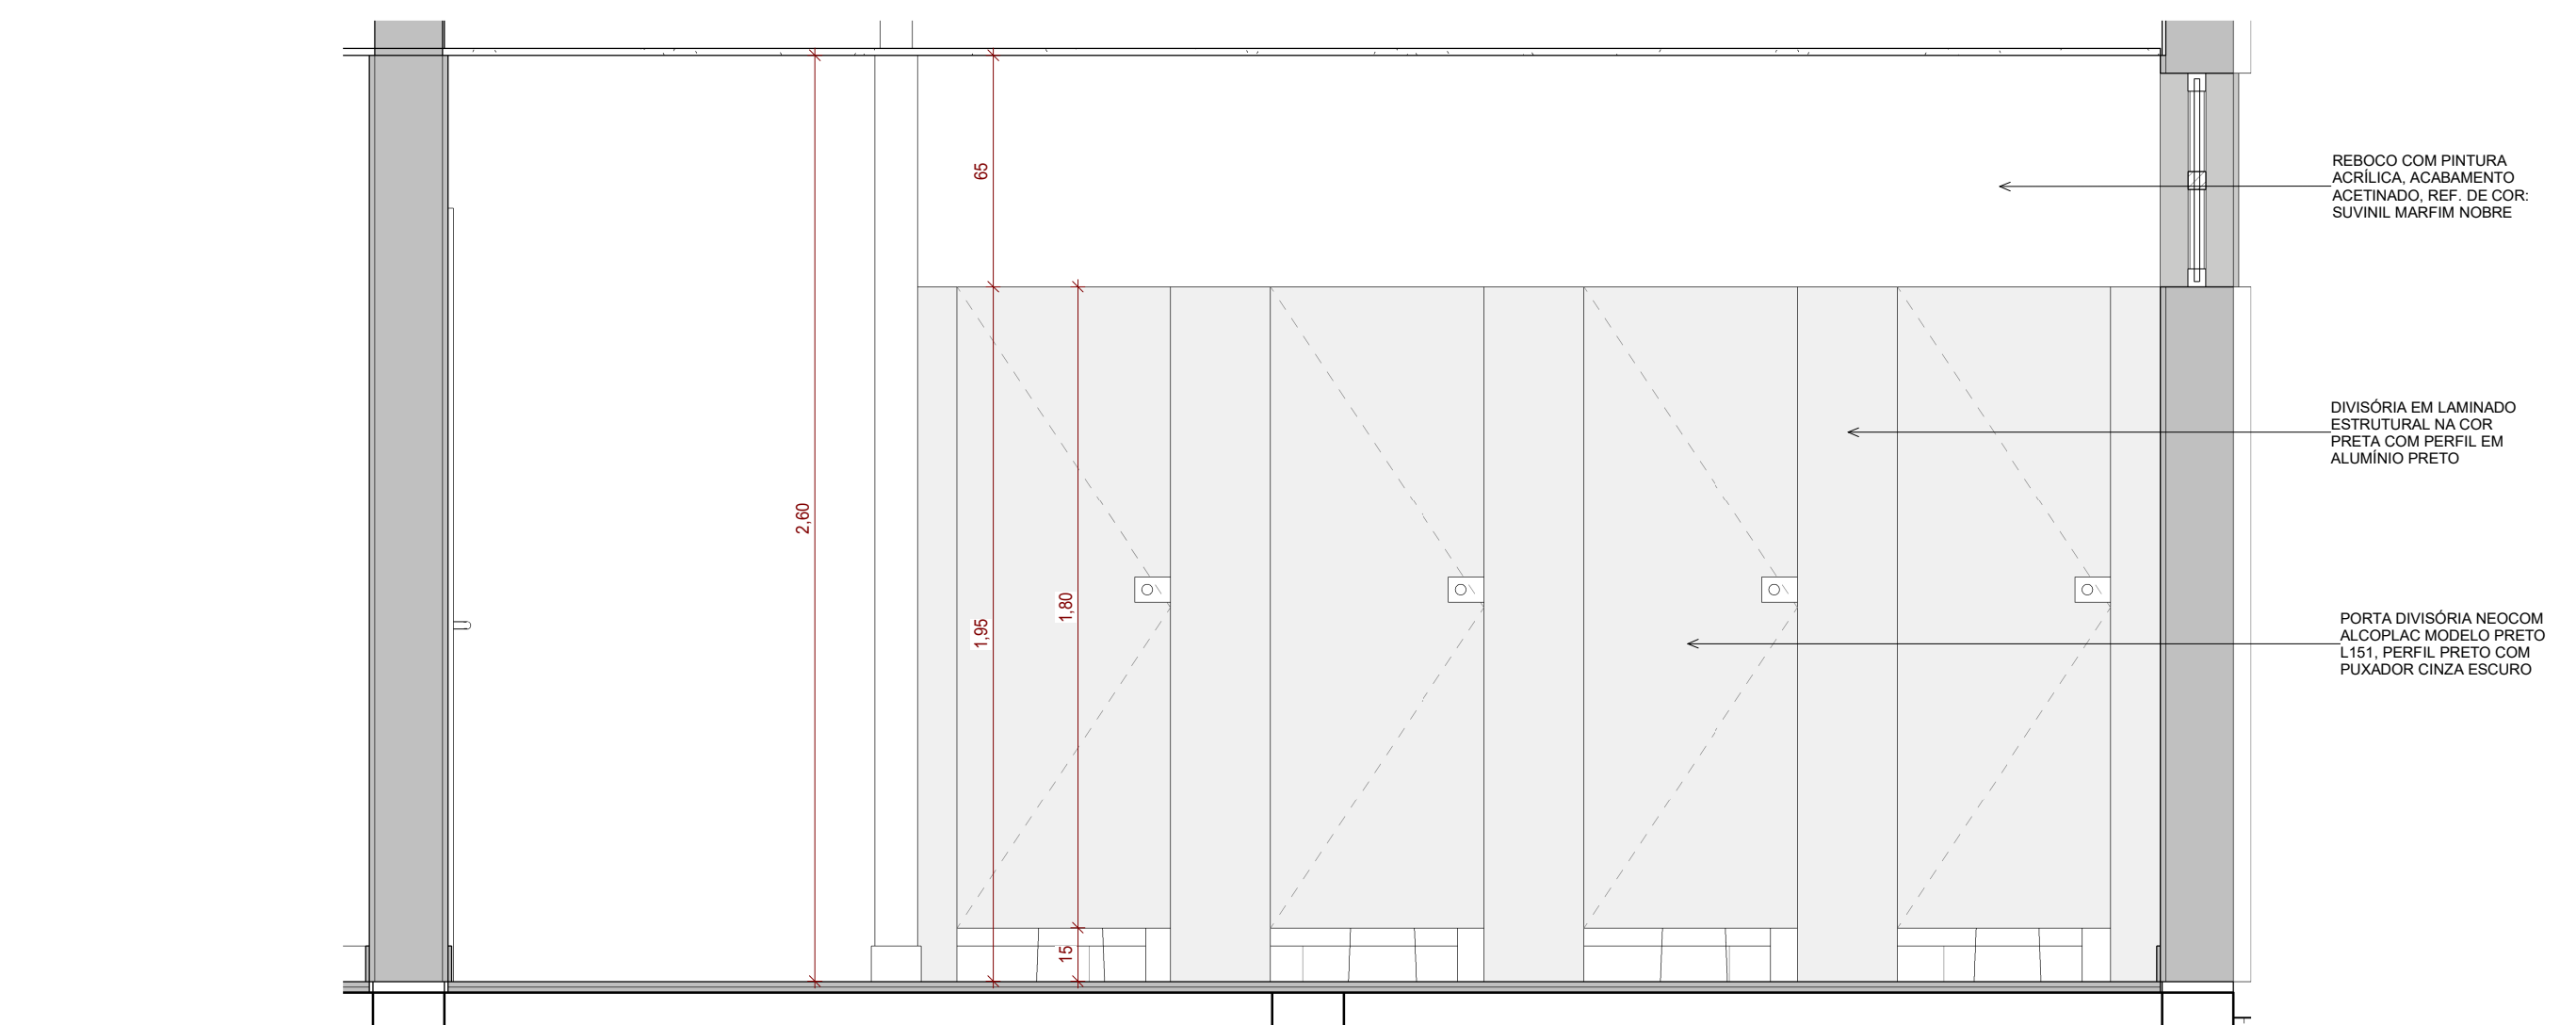 65
REBOCO COM PINTURA
ACRÍLICA, ACABAMENTO
ACETINADO, REF. DE COR:
SUVINIL MARFIM NOBRE
DIVISÓRIA EM LAMINADO
ESTRUTURAL NA COR
PRETA COM PERFIL EM
ALUMÍNIO PRETO
2,60
1,95
1,80
PORTA DIVISÓRIA NEOCOM
ALCOPLAC MODELO PRETO
L151, PERFIL PRETO COM
PUXADOR CINZA ESCURO
15